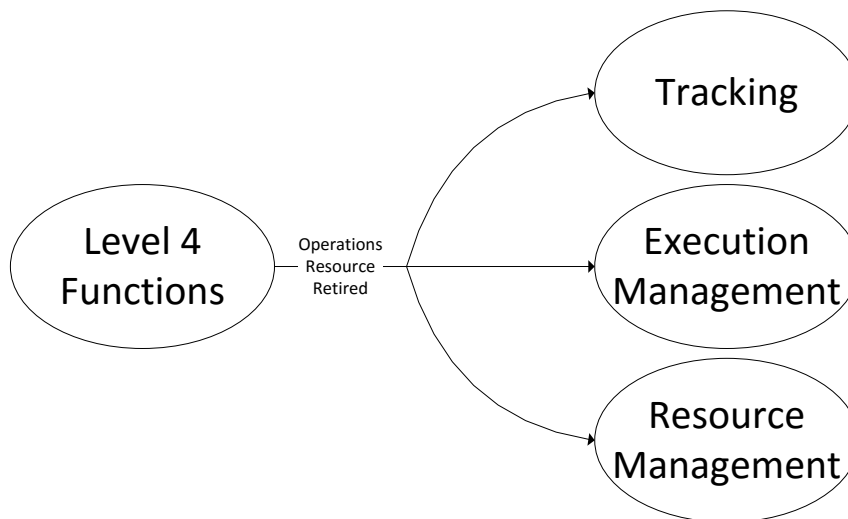 Tracking
Level 4
Functions
Operations
Resource
Retired
Execution
Management
Resource
Management